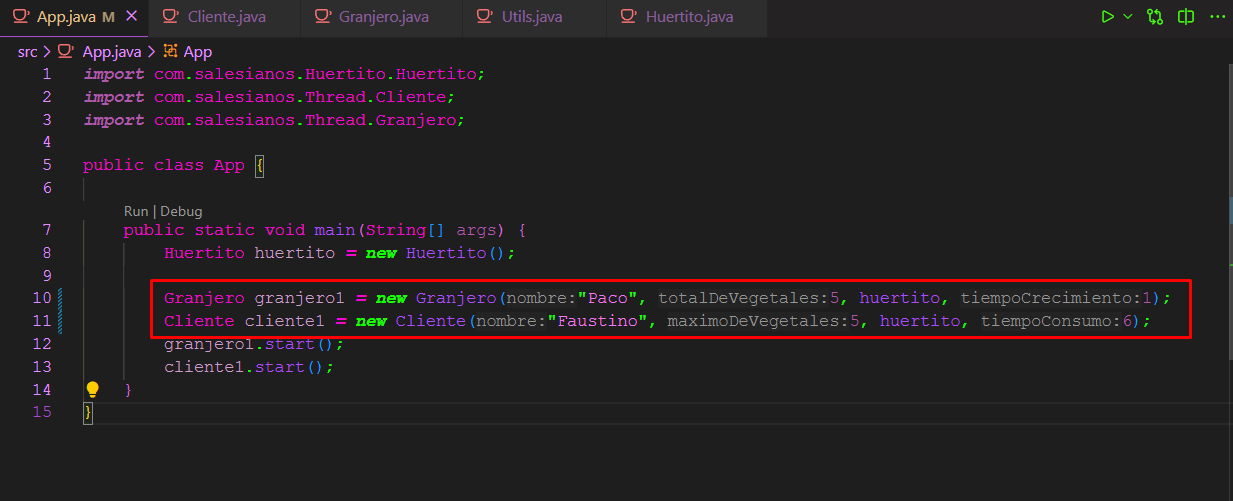 App.java M
Cliente.java
Granjero.java
Utils.java
Huertito.java
src > App.java > App
1 import com.salesianos.Huertito.Huertito;
2 import com.salesianos.Thread.Cliente;
3 import com.salesianos.Thread.Granjero;
4
5 public class App {
6
Run | Debug
7 public static void main(String[] args) {
8 Huertito huertito = new Huertito();
9
10 Granjero granjero1 = new Granjero(nombre:"Paco", totalDeVegetales:5, huertito, tiempoCrecimiento:1);
11 Cliente cliente1 = new Cliente(nombre:"Faustino", maximoDeVegetales:5, huertito, tiempoConsumo:6);
12 granjero1.start();
13 cliente1.start();
14 }
15 }